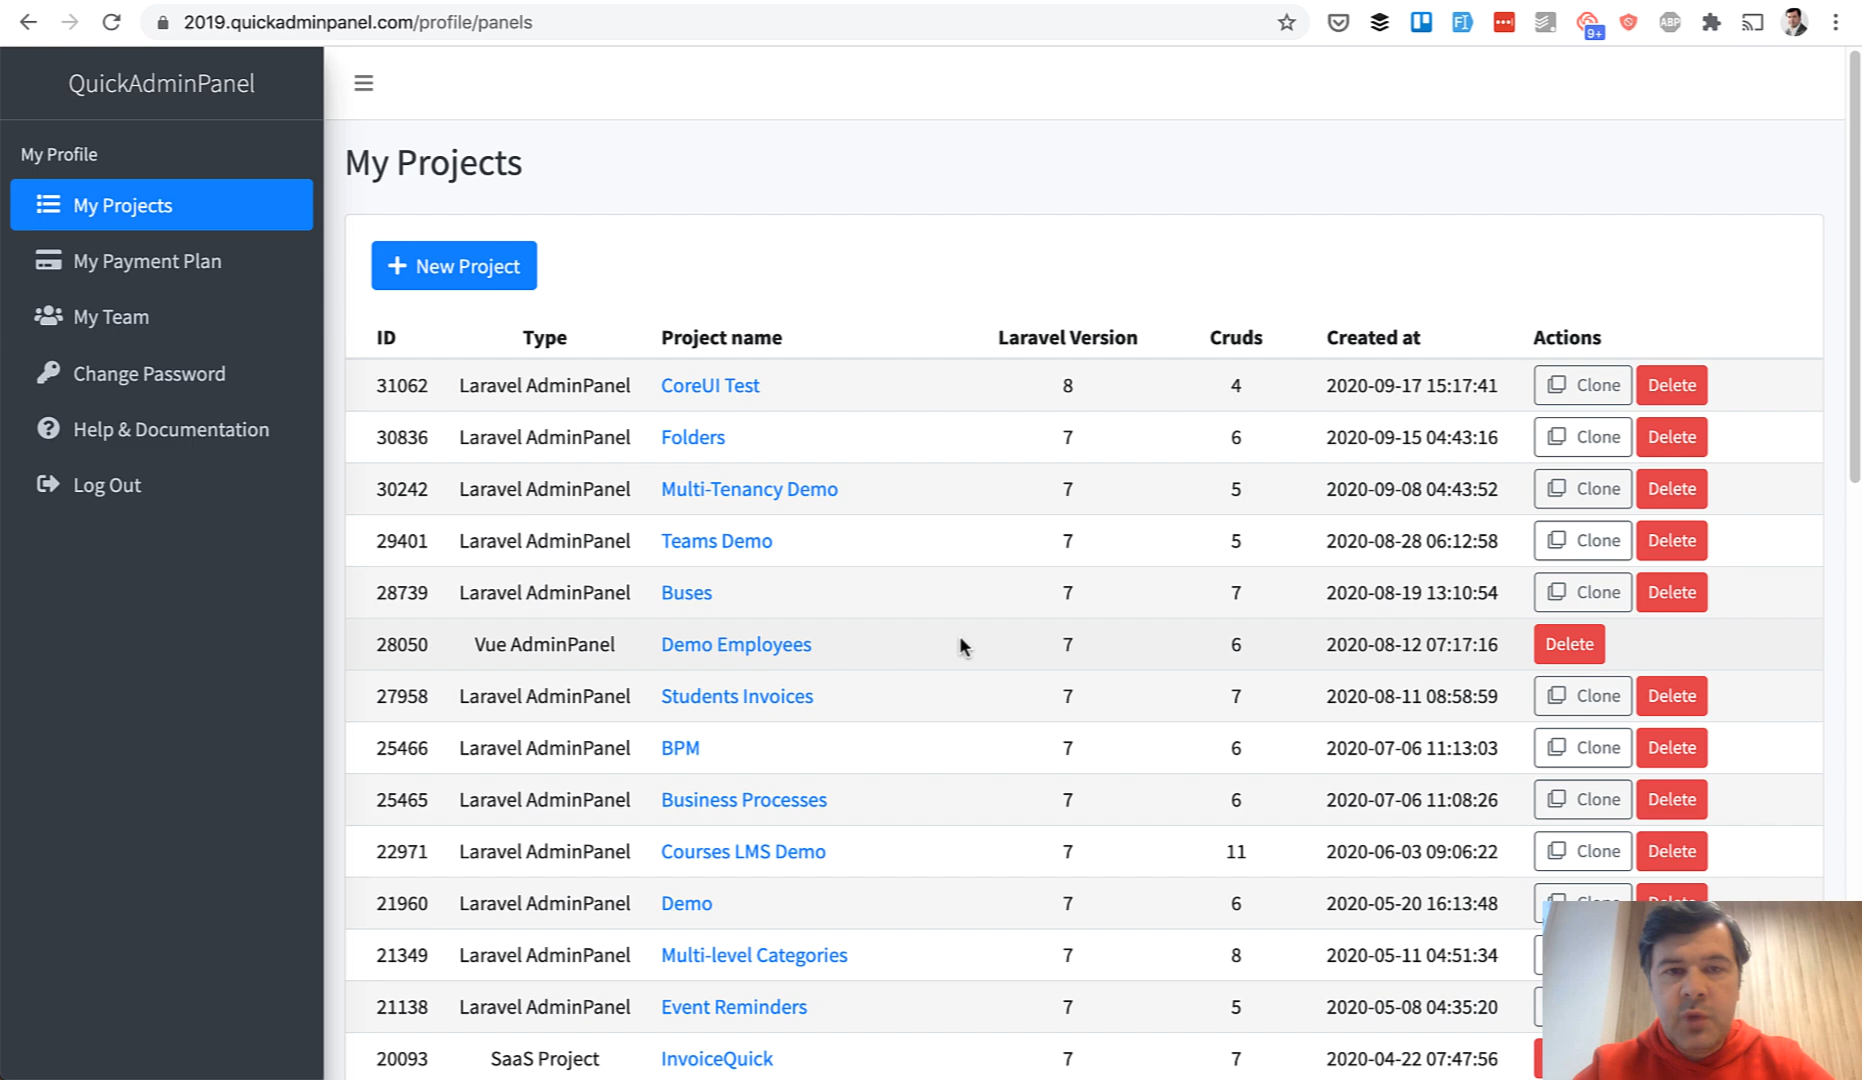 2019.quickadminpanel.com/profile/panels
9+
ABP
QuickAdminPanel
My Profile
My Projects
My Payment Plan
My Team
Change Password
Help & Documentation
Log Out
My Projects
+ New Project
ID Type Project name Laravel Version Cruds Created at Actions
31062 Laravel AdminPanel CoreUI Test 8 4 2020-09-17 15:17:41 Clone Delete
30836 Laravel AdminPanel Folders 7 6 2020-09-15 04:43:16 Clone Delete
30242 Laravel AdminPanel Multi-Tenancy Demo 7 5 2020-09-08 04:43:52 Clone Delete
29401 Laravel AdminPanel Teams Demo 7 5 2020-08-28 06:12:58 Clone Delete
28739 Laravel AdminPanel Buses 7 7 2020-08-19 13:10:54 Clone Delete
28050 Vue AdminPanel Demo Employees 7 6 2020-08-12 07:17:16 Delete
27958 Laravel AdminPanel Students Invoices 7 7 2020-08-11 08:58:59 Clone Delete
25466 Laravel AdminPanel BPM 7 6 2020-07-06 11:13:03 Clone Delete
25465 Laravel AdminPanel Business Processes 7 6 2020-07-06 11:08:26 Clone Delete
22971 Laravel AdminPanel Courses LMS Demo 7 11 2020-06-03 09:06:22 Clone Delete
21960 Laravel AdminPanel Demo 7 6 2020-05-20 16:13:48
21349 Laravel AdminPanel Multi-level Categories 7 8 2020-05-11 04:51:34
21138 Laravel AdminPanel Event Reminders 7 5 2020-05-08 04:35:20
20093 SaaS Project InvoiceQuick 7 7 2020-04-22 07:47:56